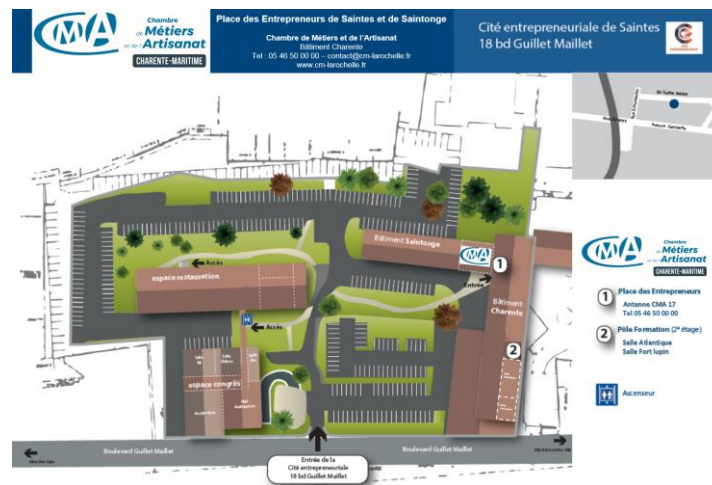 CMA
Chambre
de Métiers
et de l'Artisanat
CHARENTE-MARITIME
Place des Entrepreneurs de Saintes et de Saintonge
Chambre de Métiers et de l'Artisanat
Bâtiment Charente
Tel : 05 46 50 00 00 – contact@cm-larochelle.fr
www.cm-larochelle.fr
Cité entrepreneuriale de Saintes
18 bd Guillet Maillet
Bâtiment Saintonge
CMA
1
Entrée
Bâtiment
Charente
2
Accès
espace restauration
Accès
espace congrès
Boulevard Guillet Maillet
Boulevard Guillet Maillet
Entrée de la
Cité entrepreneuriale
18 bd Guillet Maillet
CMA
Chambre
de Métiers
et de l'Artisanat
CHARENTE-MARITIME
1 Place des Entrepreneurs
Antenne CMA 17
Tel 05 46 50 00 00
2 Pôle Formation (2e étage)
Salle Atlantique
Salle Fort lupin
Ascenseur